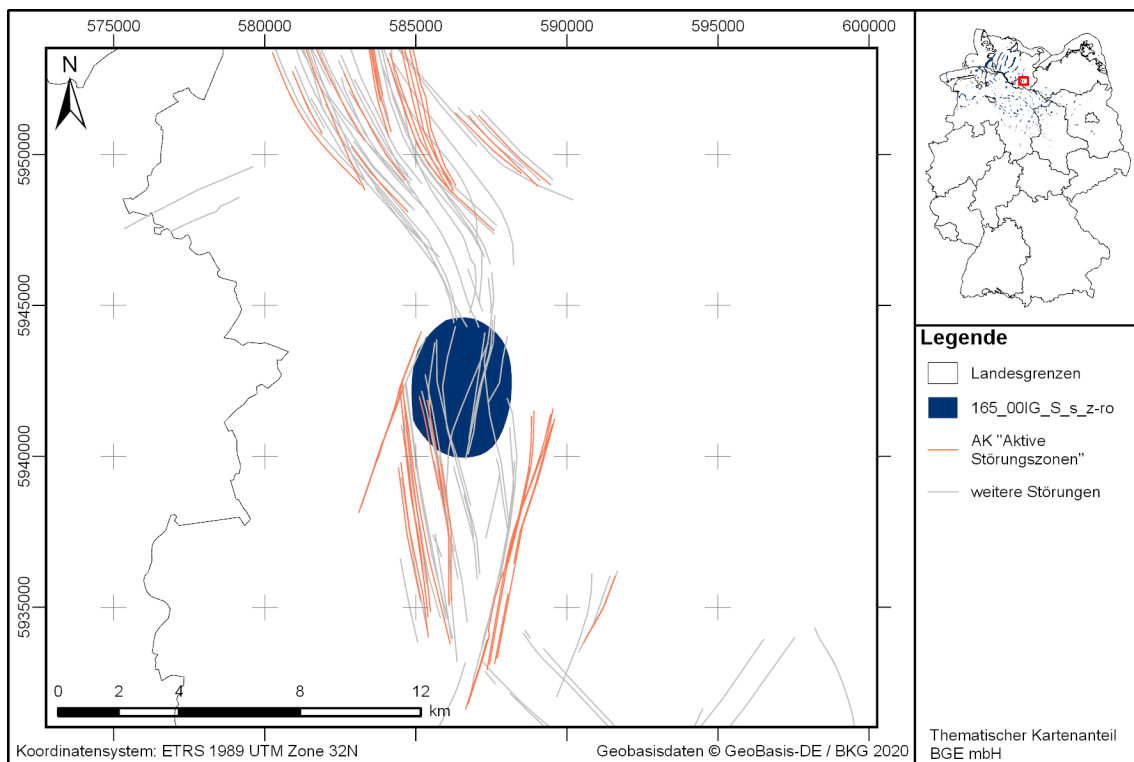 575000 580000 585000 590000 595000 600000
5950000
5945000
5940000
5935000
N
0 2 4 8 12
km
Koordinatensystem: ETRS 1989 UTM Zone 32N
Geobasisdaten © GeoBasis-DE / BKG 2020
Legende
Landesgrenzen
165_00IG_S_s_z-ro
AK "Aktive
Störungszonen"
weitere Störungen
Thematischer Kartenanteil
BGE mbH